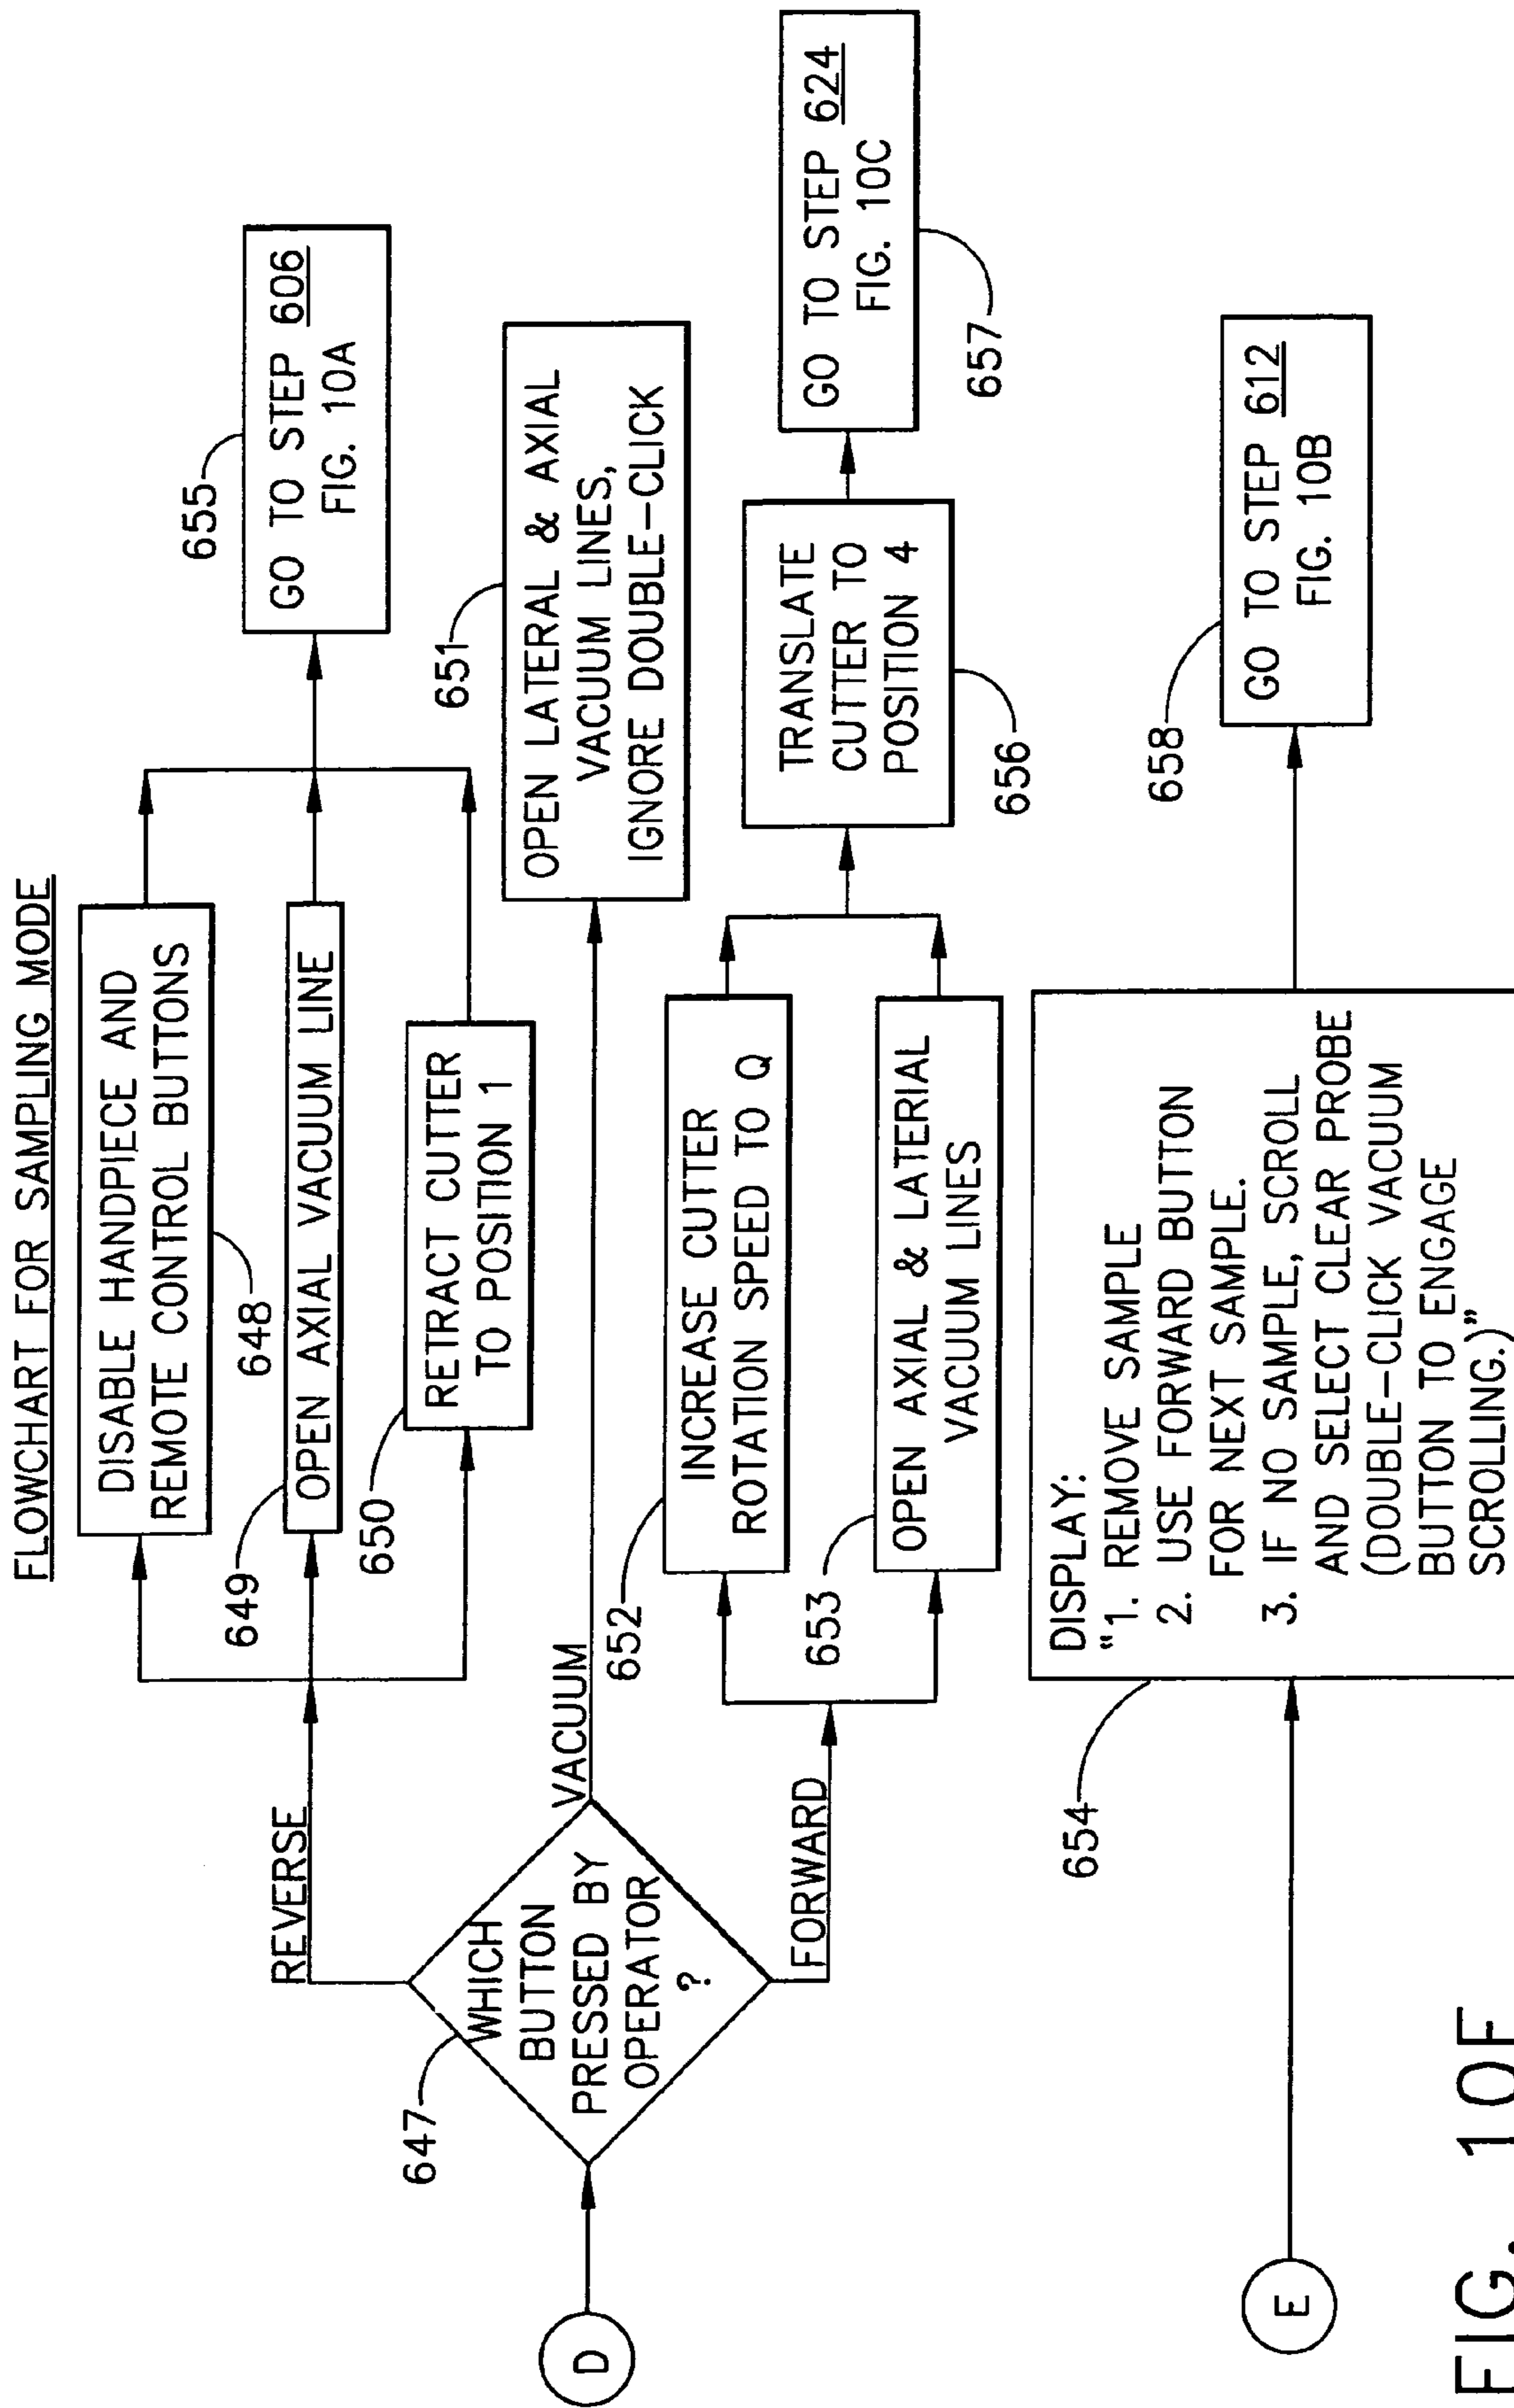 FLOWCHART FOR SAMPLING MODE
D
647
WHICH
BUTTON
PRESSED BY
OPERATOR
?
REVERSE
648
DISABLE HANDPIECE AND
REMOTE CONTROL BUTTONS
649
OPEN AXIAL VACUUM LINE
650
RETRACT CUTTER
TO POSITION 1
655
GO TO STEP 606
FIG. 10A
VACUUM
651
OPEN LATERAL & AXIAL
VACUUM LINES,
IGNORE DOUBLE-CLICK
FORWARD
652
INCREASE CUTTER
ROTATION SPEED TO Q
653
OPEN AXIAL & LATERIAL
VACUUM LINES
656
TRANSLATE
CUTTER TO
POSITION 4
657
GO TO STEP 624
FIG. 10C
E
654
DISPLAY:
"1. REMOVE SAMPLE
2. USE FORWARD BUTTON
FOR NEXT SAMPLE.
3. IF NO SAMPLE, SCROLL
AND SELECT CLEAR PROBE
(DOUBLE-CLICK VACUUM
BUTTON TO ENGAGE
SCROLLING.)"
658
GO TO STEP 612
FIG. 10B